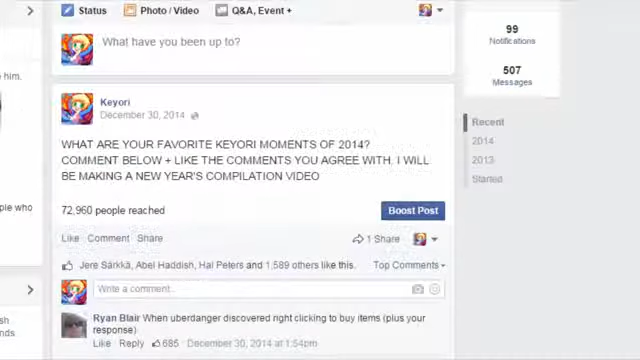 Status Photo / Video Q&A, Event +
What have you been up to?
99
Notifications
507
Messages
e him.
Keyori
December 30, 2014
WHAT ARE YOUR FAVORITE KEYORI MOMENTS OF 2014?
COMMENT BELOW + LIKE THE COMMENTS YOU AGREE WITH. I WILL
BE MAKING A NEW YEAR'S COMPILATION VIDEO
72,960 people reached
Boost Post
Like Comment Share
1 Share
Jere Särkkä, Abel Haddish, Hal Peters and 1,589 others like this.
Top Comments
Write a comment...
Ryan Blair When uberdanger discovered right clicking to buy items (plus your
response)
Like Reply 685 December 30, 2014 at 1:54pm
Recent
2014
2013
Started
ple who
sh
nds